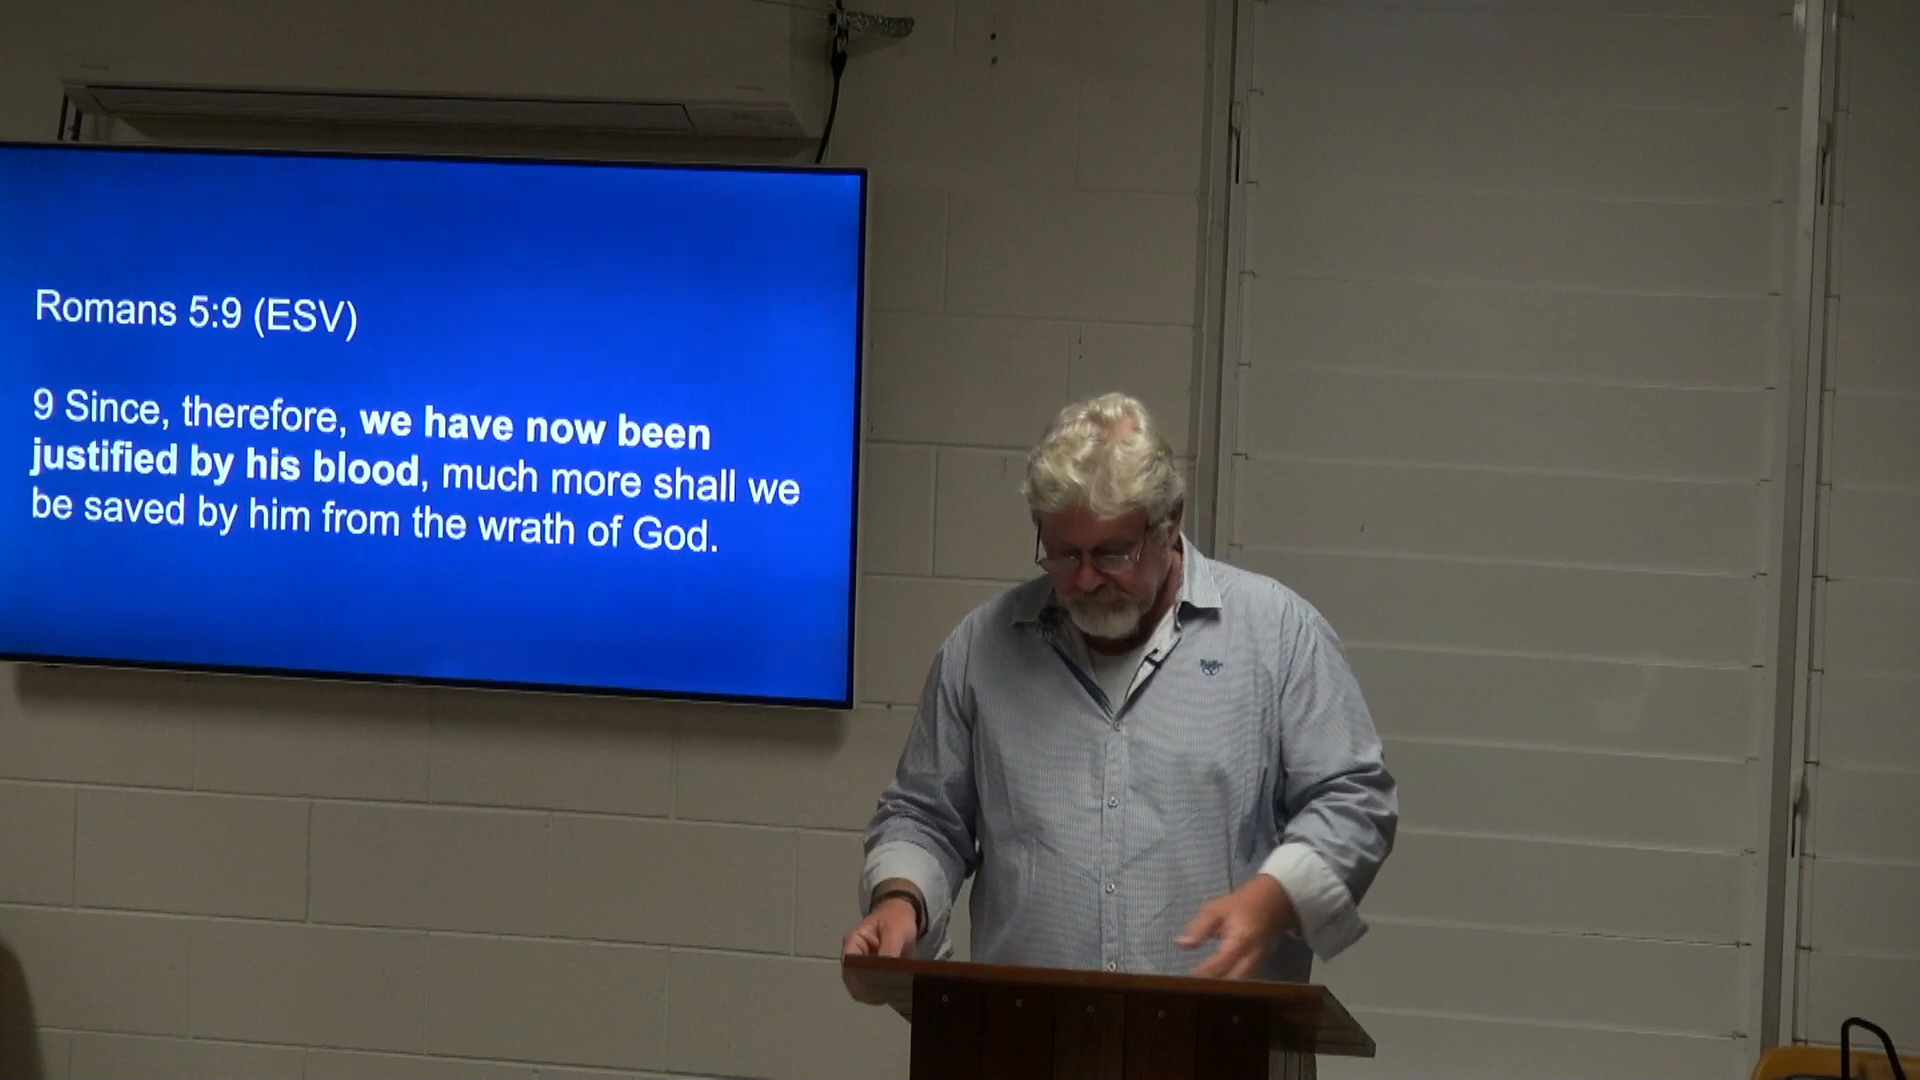 Romans 5:9 (ESV)
9 Since, therefore, we have now been
justified by his blood, much more shall we
be saved by him from the wrath of God.